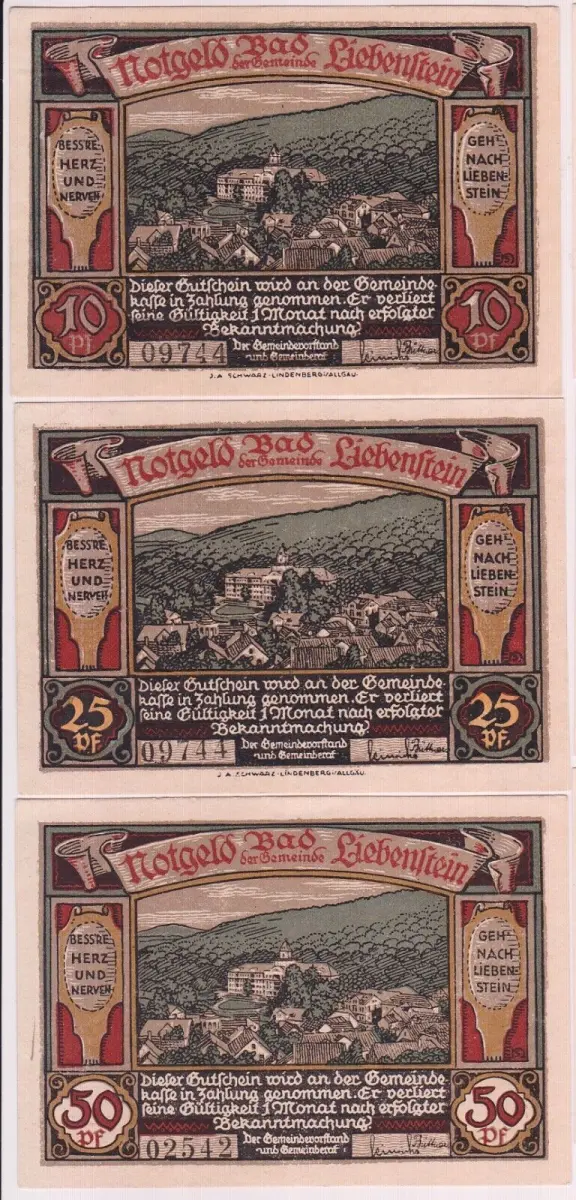 Notgeld Bad Liebenstein
der Gemeinde
BESS'RE
HERZ
UND
NERVEN
GEH'
NACH
LIEBEN-
STEIN
Dieser Gutschein wird an der Gemeinde-
kasse in Zahlung genommen. Er verliert
seine Gültigkeit 1 Monat nach erfolgter
Bekanntmachung.
10
Pf
10
Pf
09744
Der Gemeindevorstand
und Gemeinderat
J. A. SCHWARZ - LINDENBERG I/ALLGÄU.
Notgeld Bad Liebenstein
der Gemeinde
BESS'RE
HERZ
UND
NERVEN
GEH'
NACH
LIEBEN-
STEIN
Dieser Gutschein wird an der Gemeinde-
kasse in Zahlung genommen. Er verliert
seine Gültigkeit 1 Monat nach erfolgter
Bekanntmachung.
25
Pf
25
Pf
09744
Der Gemeindevorstand
und Gemeinderat
J. A. SCHWARZ - LINDENBERG I/ALLGÄU.
Notgeld Bad Liebenstein
der Gemeinde
BESS'RE
HERZ
UND
NERVEN
GEH'
NACH
LIEBEN-
STEIN
Dieser Gutschein wird an der Gemeinde-
kasse in Zahlung genommen. Er verliert
seine Gültigkeit 1 Monat nach erfolgter
Bekanntmachung.
50
Pf
50
Pf
02542
Der Gemeindevorstand
und Gemeinderat